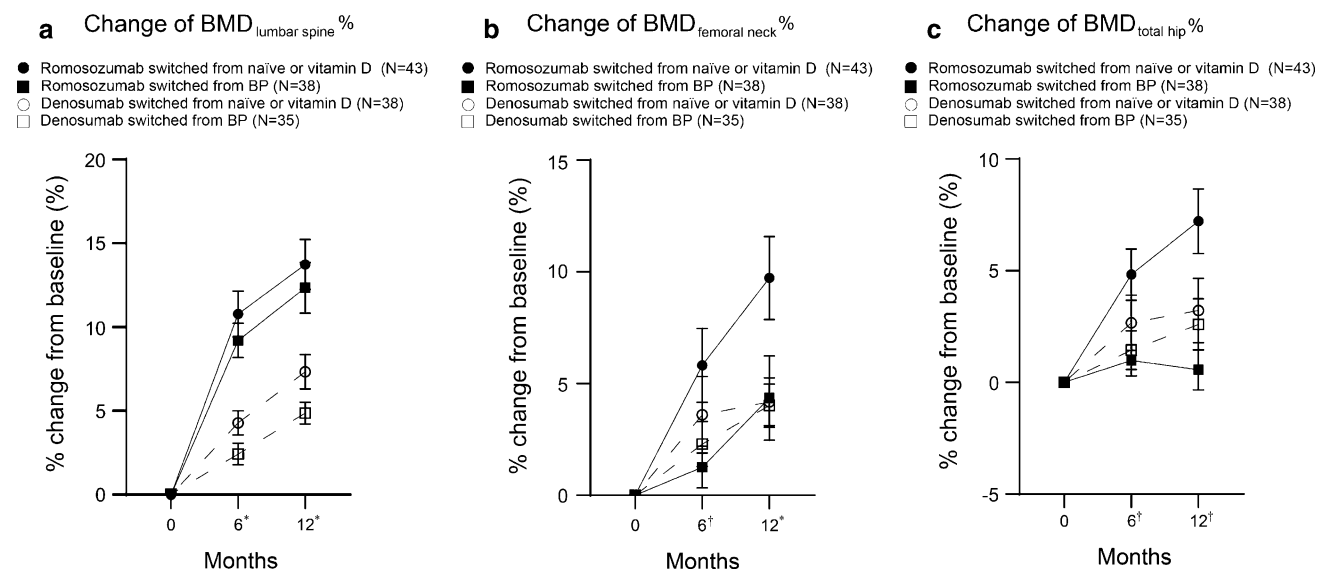 a Change of BMD lumbar spine %
Romosozumab switched from naïve or vitamin D (N=43)
Romosozumab switched from BP (N=38)
Denosumab switched from naïve or vitamin D (N=38)
Denosumab switched from BP (N=35)
% change from baseline (%)
20
15
10
5
0
0 6* 12*
Months
b Change of BMD femoral neck %
Romosozumab switched from naïve or vitamin D (N=43)
Romosozumab switched from BP (N=38)
Denosumab switched from naïve or vitamin D (N=38)
Denosumab switched from BP (N=35)
% change from baseline (%)
15
10
5
0
0 6† 12*
Months
c Change of BMD total hip %
Romosozumab switched from naïve or vitamin D (N=43)
Romosozumab switched from BP (N=38)
Denosumab switched from naïve or vitamin D (N=38)
Denosumab switched from BP (N=35)
% change from baseline (%)
10
5
0
-5
0 6† 12†
Months